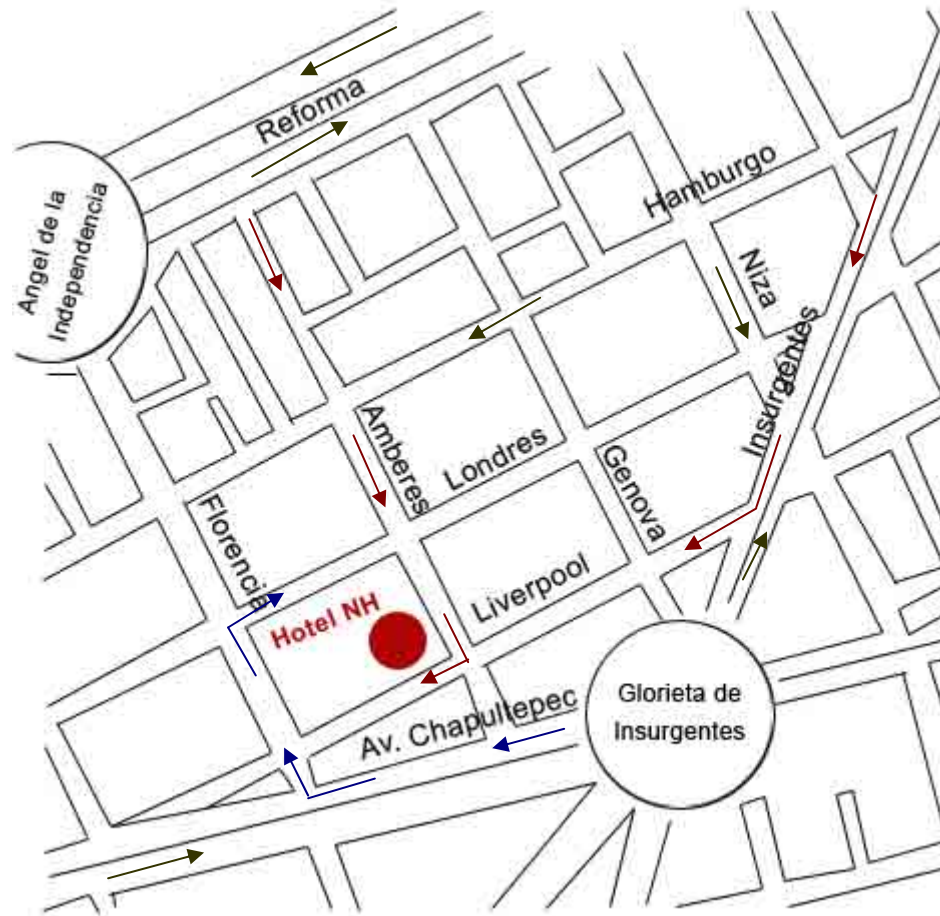 Reforma
Angel de la
Independencia
Hamburgo
Niza
Insurgentes
Amberes
Londres
Genova
Florencia
Liverpool
Hotel NH
Glorieta de
Insurgentes
Av. Chapultepec